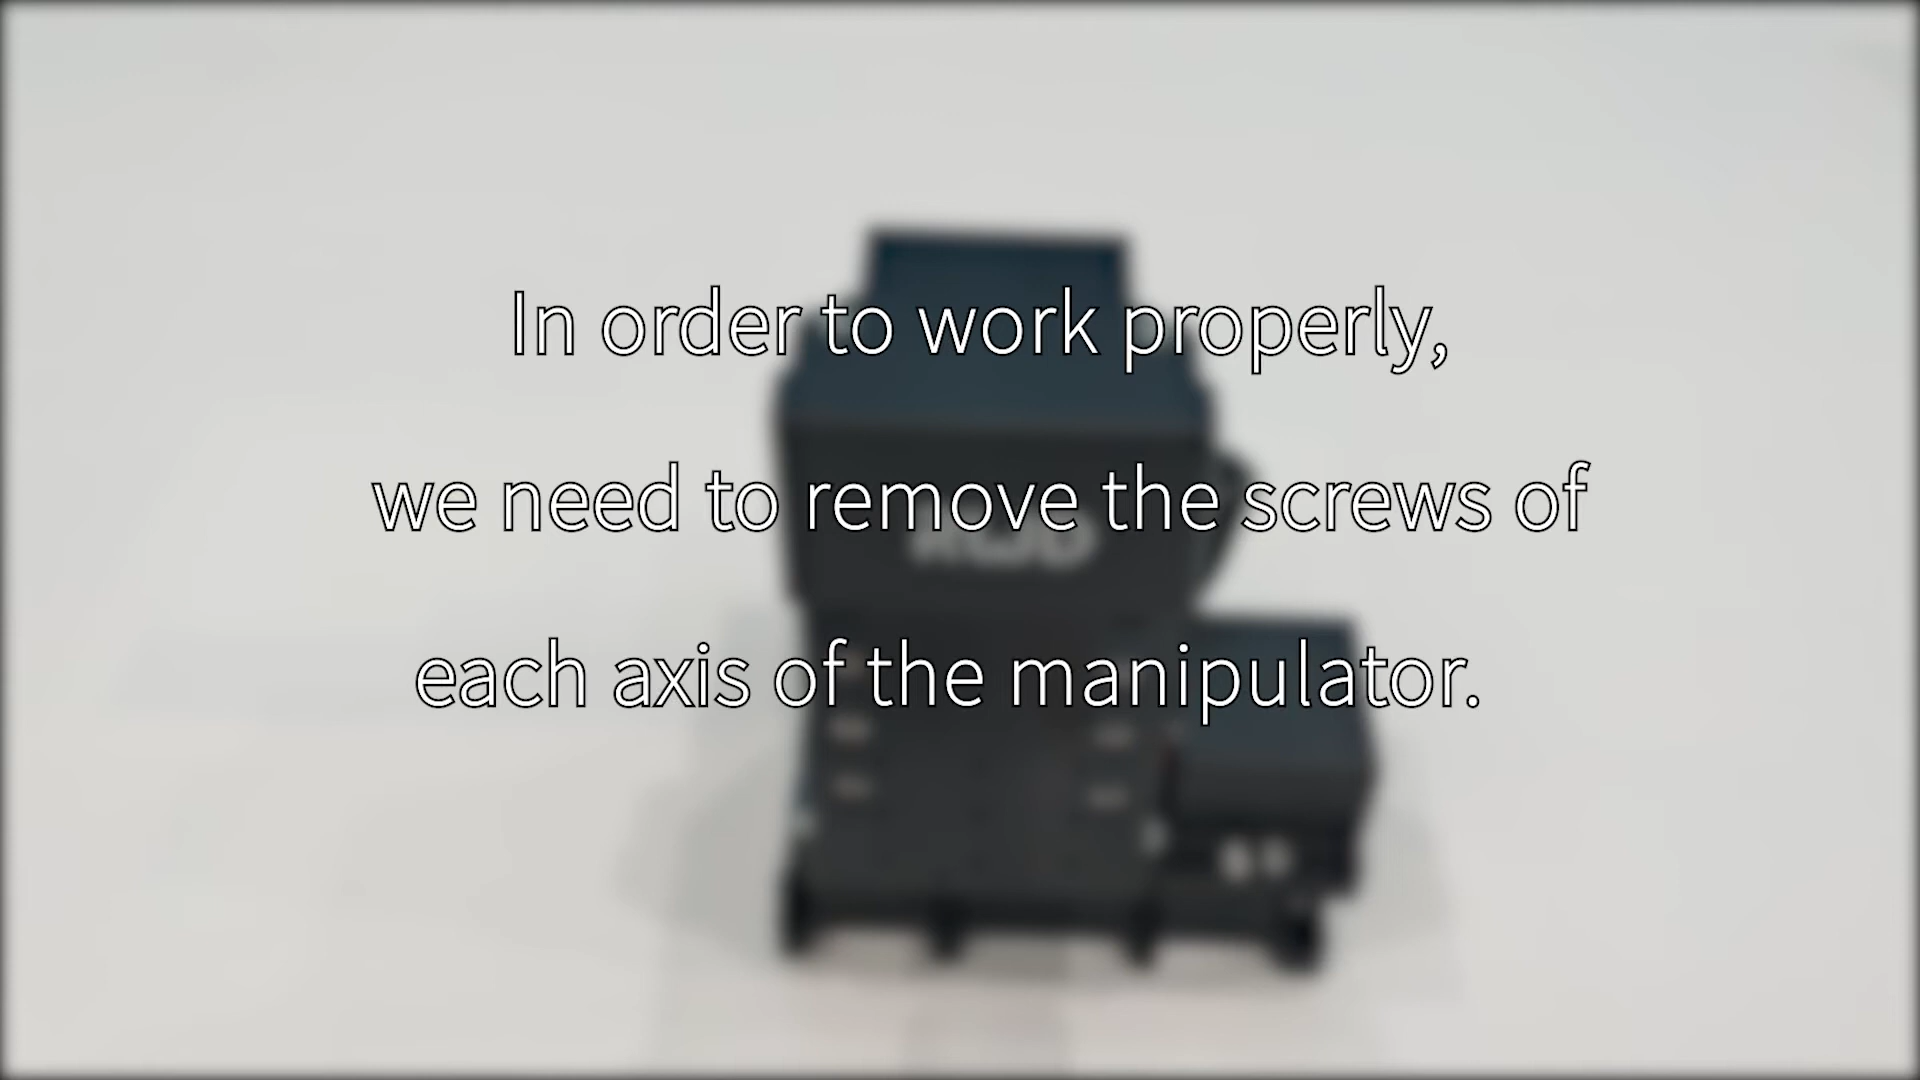 In order to work properly,
we need to remove the screws of
each axis of the manipulator.